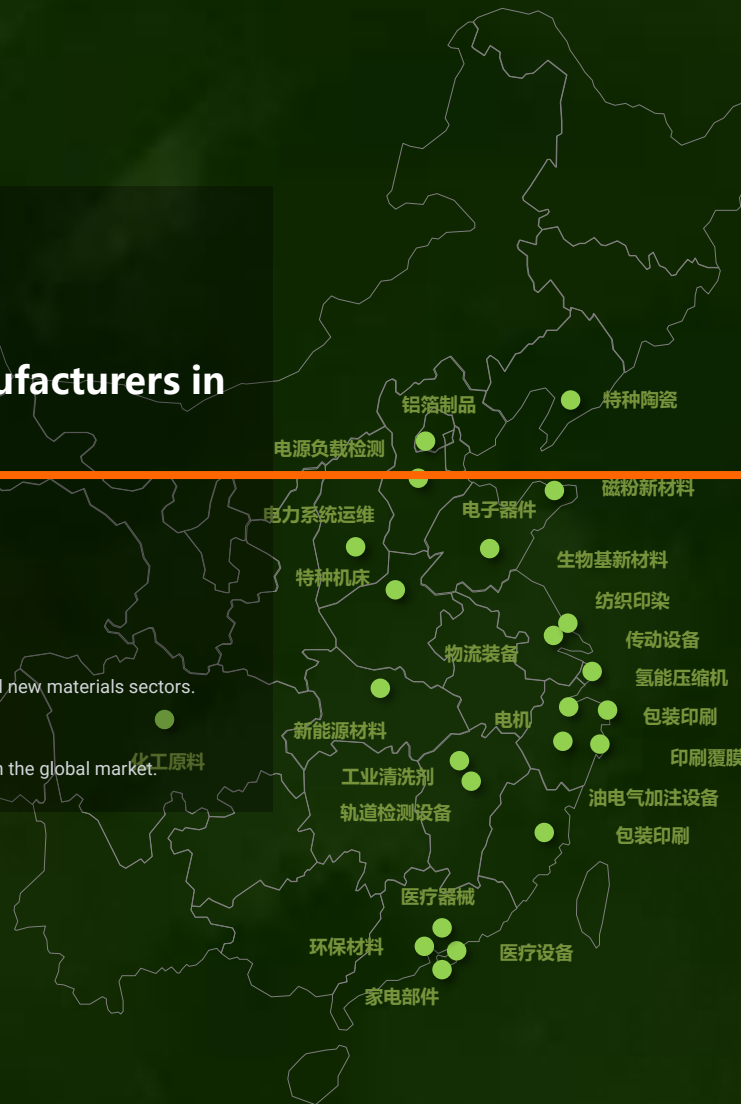 ufacturers in
铝箔制品
特种陶瓷
电源负载检测
磁粉新材料
电力系统运维
电子器件
生物基新材料
特种机床
纺织印染
传动设备
物流装备
氢能压缩机
l new materials sectors.
包装印刷
电机
新能源材料
印刷覆膜
化工原料
n the global market.
工业清洗剂
油电气加注设备
轨道检测设备
包装印刷
医疗器械
环保材料
医疗设备
家电部件